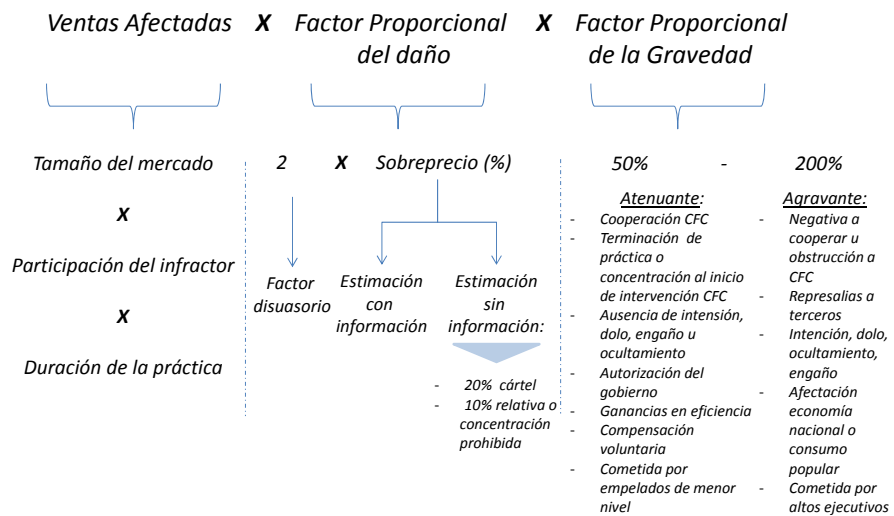 Ventas Afectadas X Factor Proporcional del daño X Factor Proporcional de la Gravedad
Tamaño del mercado
X
Participación del infractor
X
Duración de la práctica
2 X Sobreprecio (%)
Factor
disuasorio
Estimación
con
información
Estimación
sin
información:
- 20% cártel
- 10% relativa o
concentración
prohibida
50% - 200%
Atenuante:
- Cooperación CFC
- Terminación de
práctica o
concentración al inicio
de intervención CFC
- Ausencia de intensión,
dolo, engaño u
ocultamiento
- Autorización del
gobierno
- Ganancias en eficiencia
- Compensación
voluntaria
- Cometida por
empelados de menor
nivel
Agravante:
- Negativa a
cooperar u
obstrucción a
CFC
- Represalias a
terceros
- Intención, dolo,
ocultamiento,
engaño
- Afectación
economía
nacional o
consumo
popular
- Cometida por
altos ejecutivos